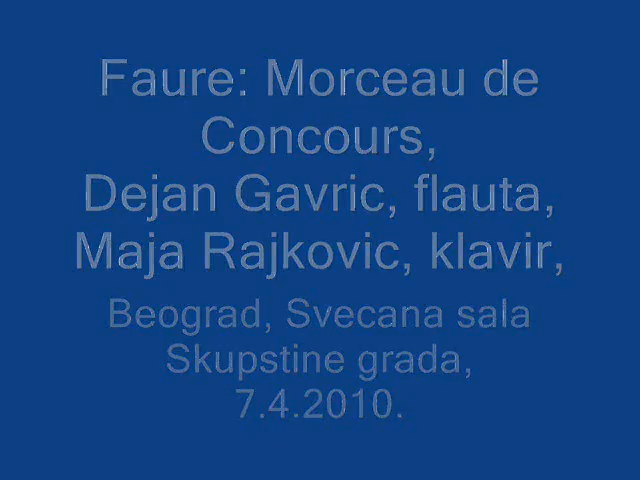 Faure: Morceau de
Concours,
Dejan Gavric, flauta,
Maja Rajkovic, klavir,
Beograd, Svecana sala
Skupstine grada,
7.4.2010.